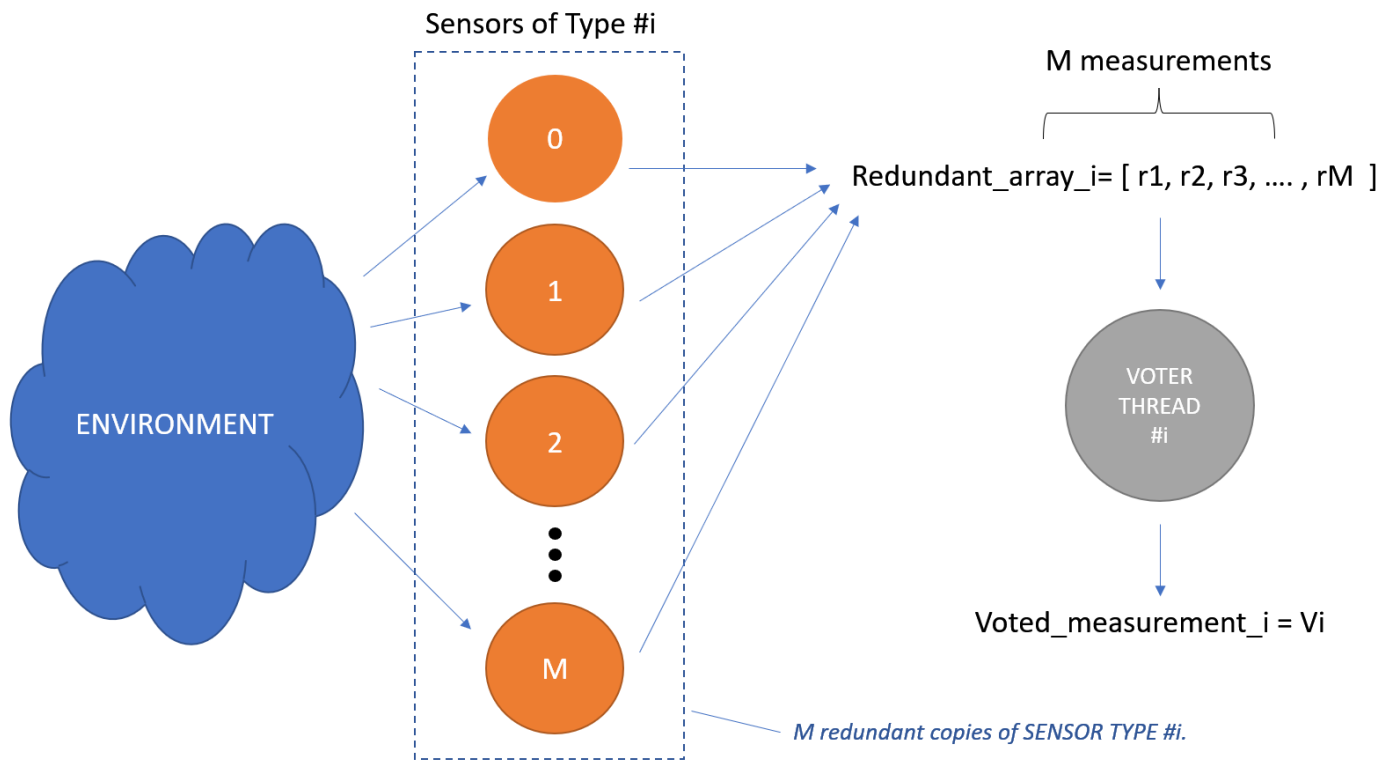 Sensors of Type #i
M measurements
0
Redundant_array_i= [ r1, r2, r3, …. , rM ]
1
ENVIRONMENT
2
VOTER
THREAD
#i
M
Voted_measurement_i = Vi
M redundant copies of SENSOR TYPE #i.